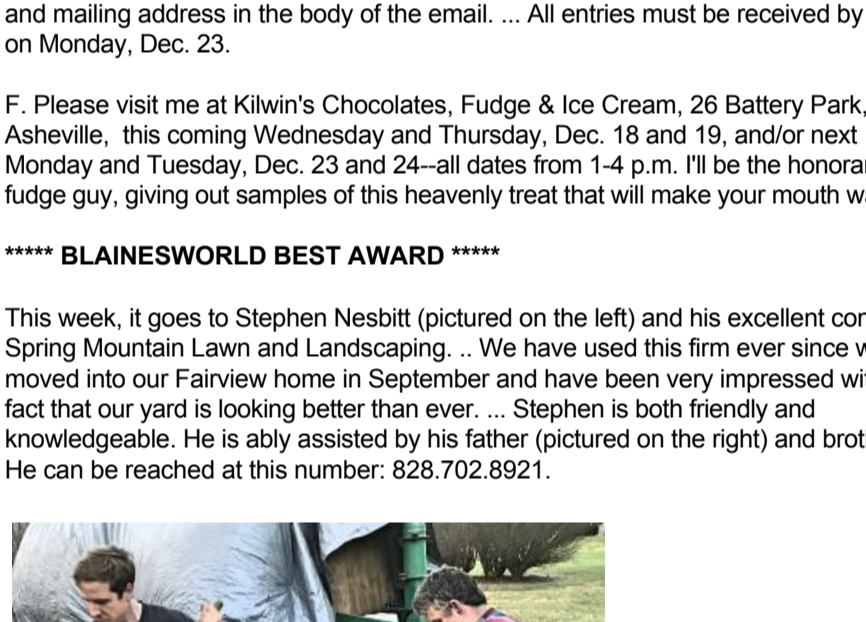 and mailing address in the body of the email. ... All entries must be received by
on Monday, Dec. 23.
F. Please visit me at Kilwin's Chocolates, Fudge & Ice Cream, 26 Battery Park,
Asheville, this coming Wednesday and Thursday, Dec. 18 and 19, and/or next
Monday and Tuesday, Dec. 23 and 24--all dates from 1-4 p.m. I'll be the
fudge guy, giving out samples of this heavenly treat that will make your mouth
***** BLAINESWORLD BEST AWARD *****
This week, it goes to Stephen Nesbitt (pictured on the left) and his excellent
Spring Mountain Lawn and Landscaping. .. We have used this firm ever since
moved into our Fairview home in September and have been very impressed
fact that our yard is looking better than ever. ... Stephen is both friendly and
knowledgeable. He is ably assisted by his father (pictured on the right) and
He can be reached at this number: 828.702.8921.